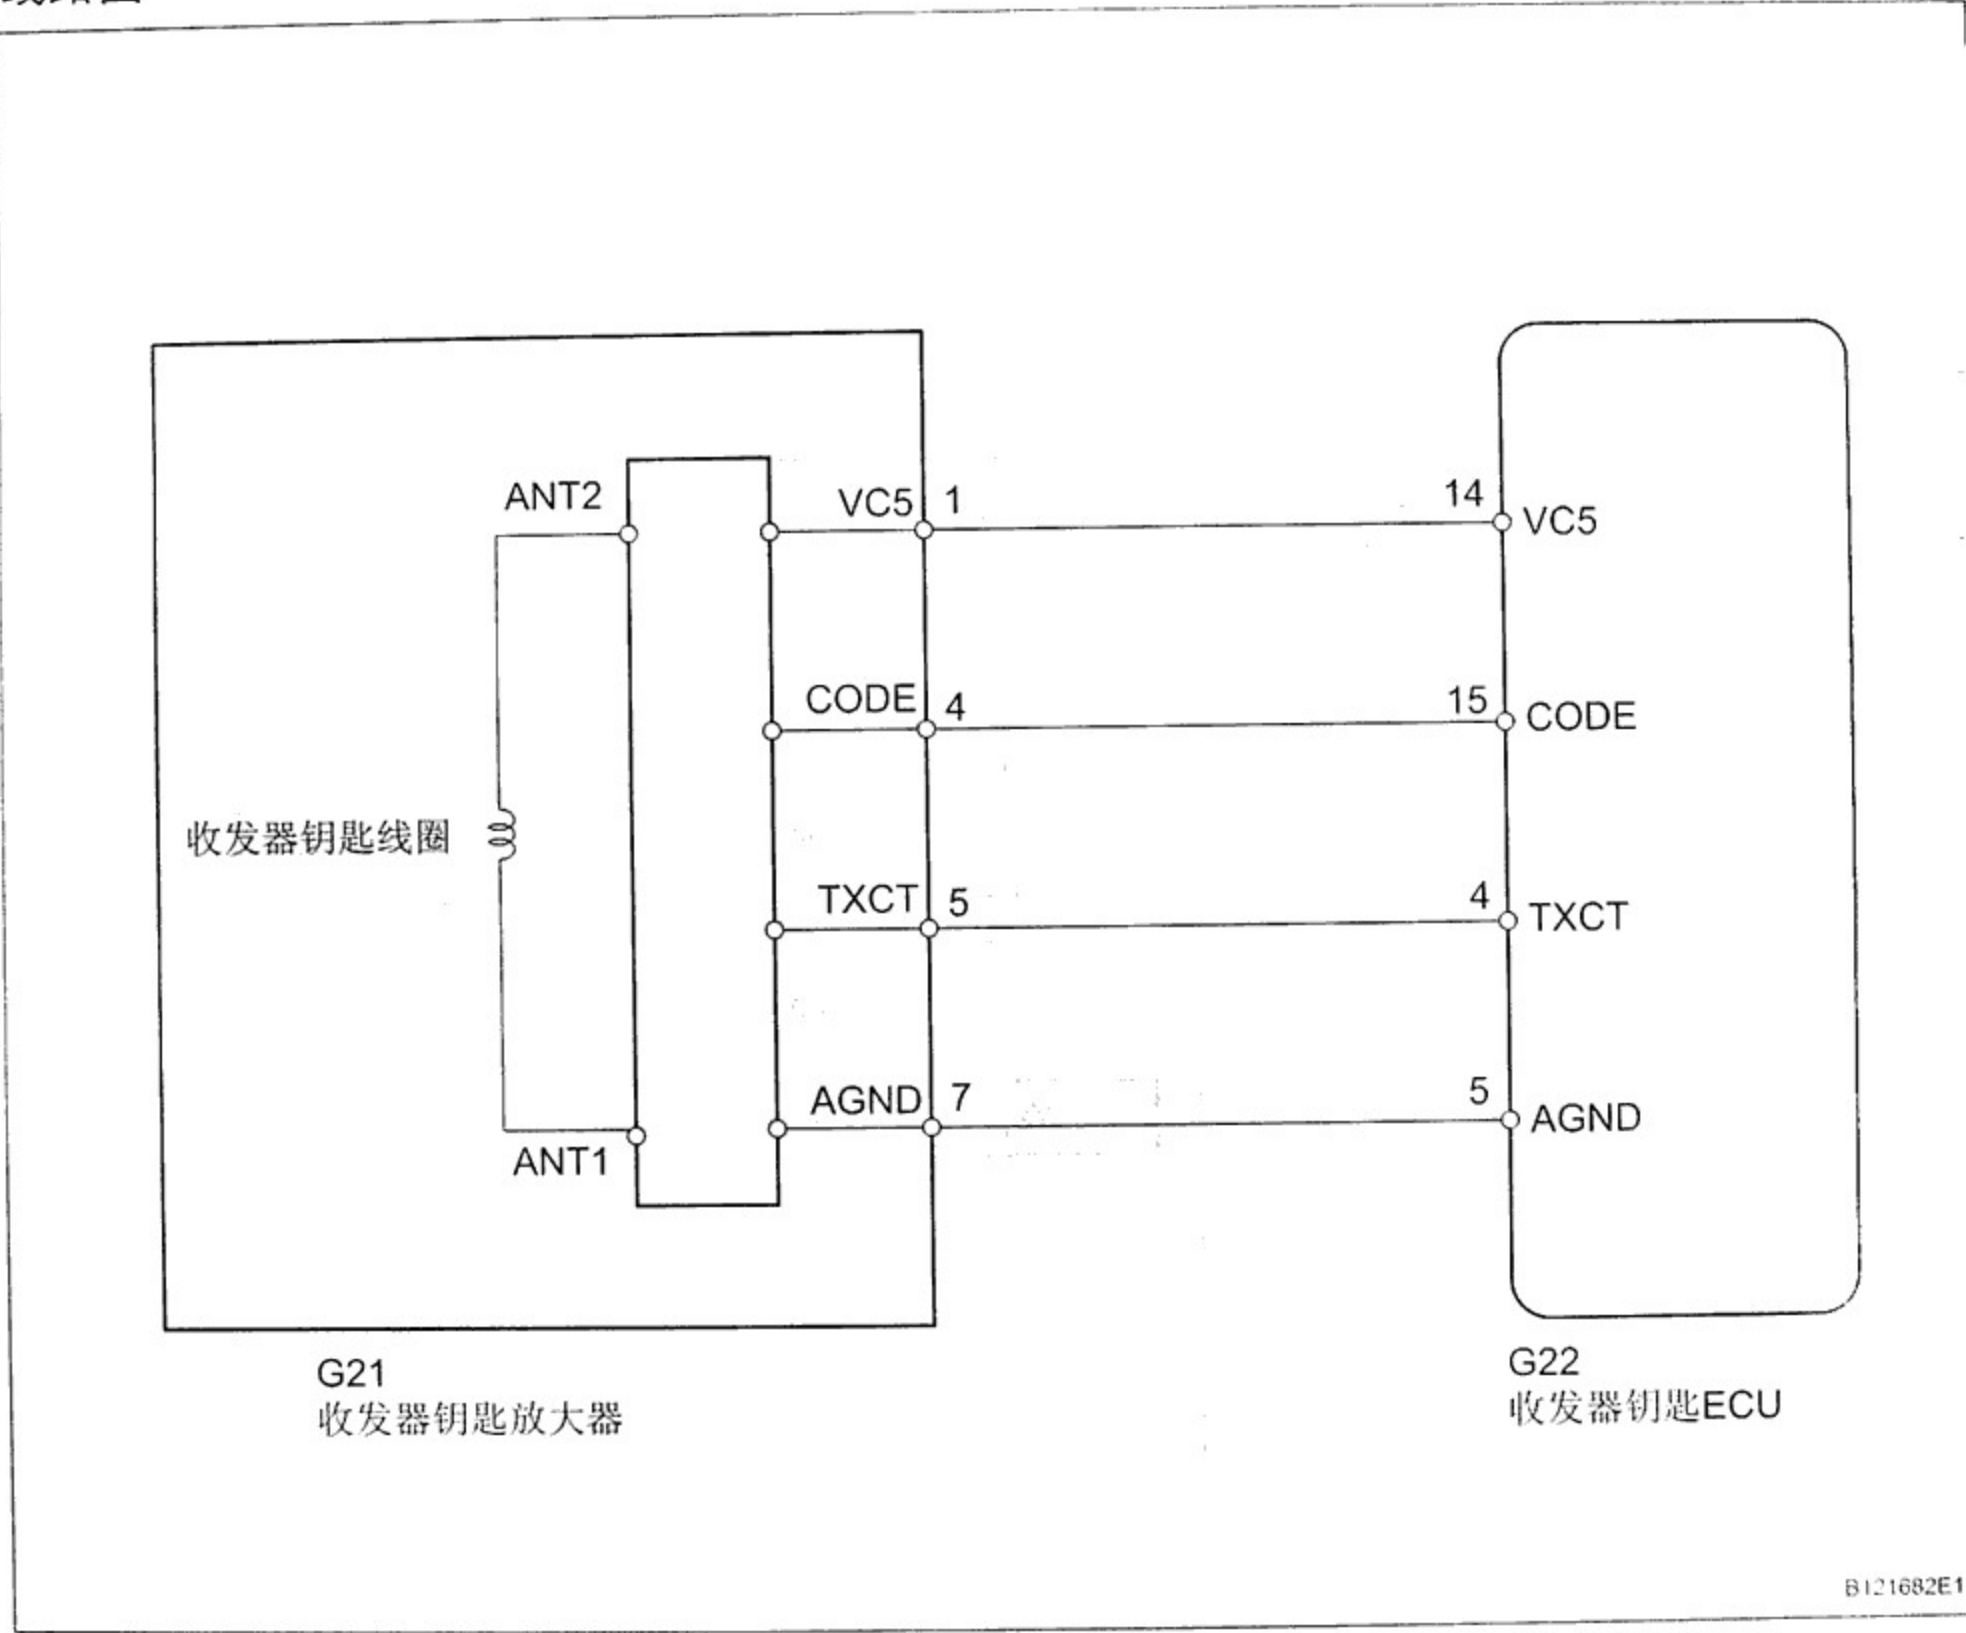 ANT2
VC5 1
14 VC5
CODE 4
15 CODE
收发器钥匙线圈
TXCT 5
4 TXCT
AGND 7
5 AGND
ANT1
G21
收发器钥匙放大器
G22
收发器钥匙ECU
B121682E1